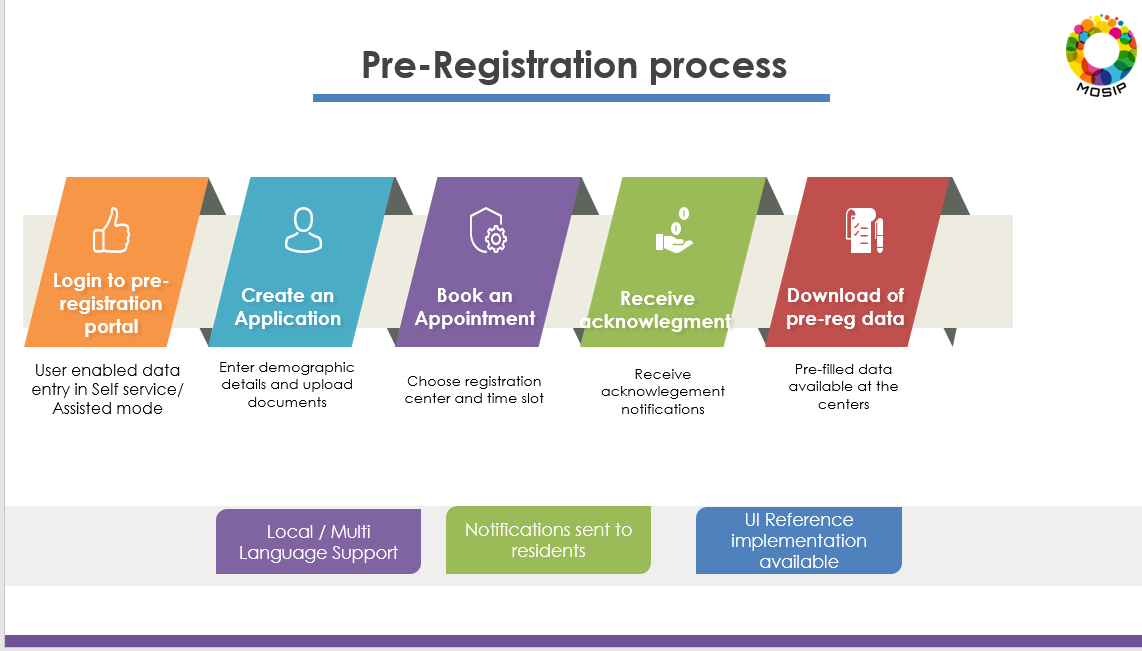 Pre-Registration process
MOSIP
Login to pre-
registration
portal
Create an
Application
Book an
Appointment
Receive
acknowlegment
Download of
pre-reg data
User enabled data
entry in Self service/
Assisted mode
Enter demographic
details and upload
documents
Choose registration
center and time slot
Receive
acknowlegement
notifications
Pre-filled data
available at the
centers
Local / Multi
Language Support
Notifications sent to
residents
UI Reference
implementation
available